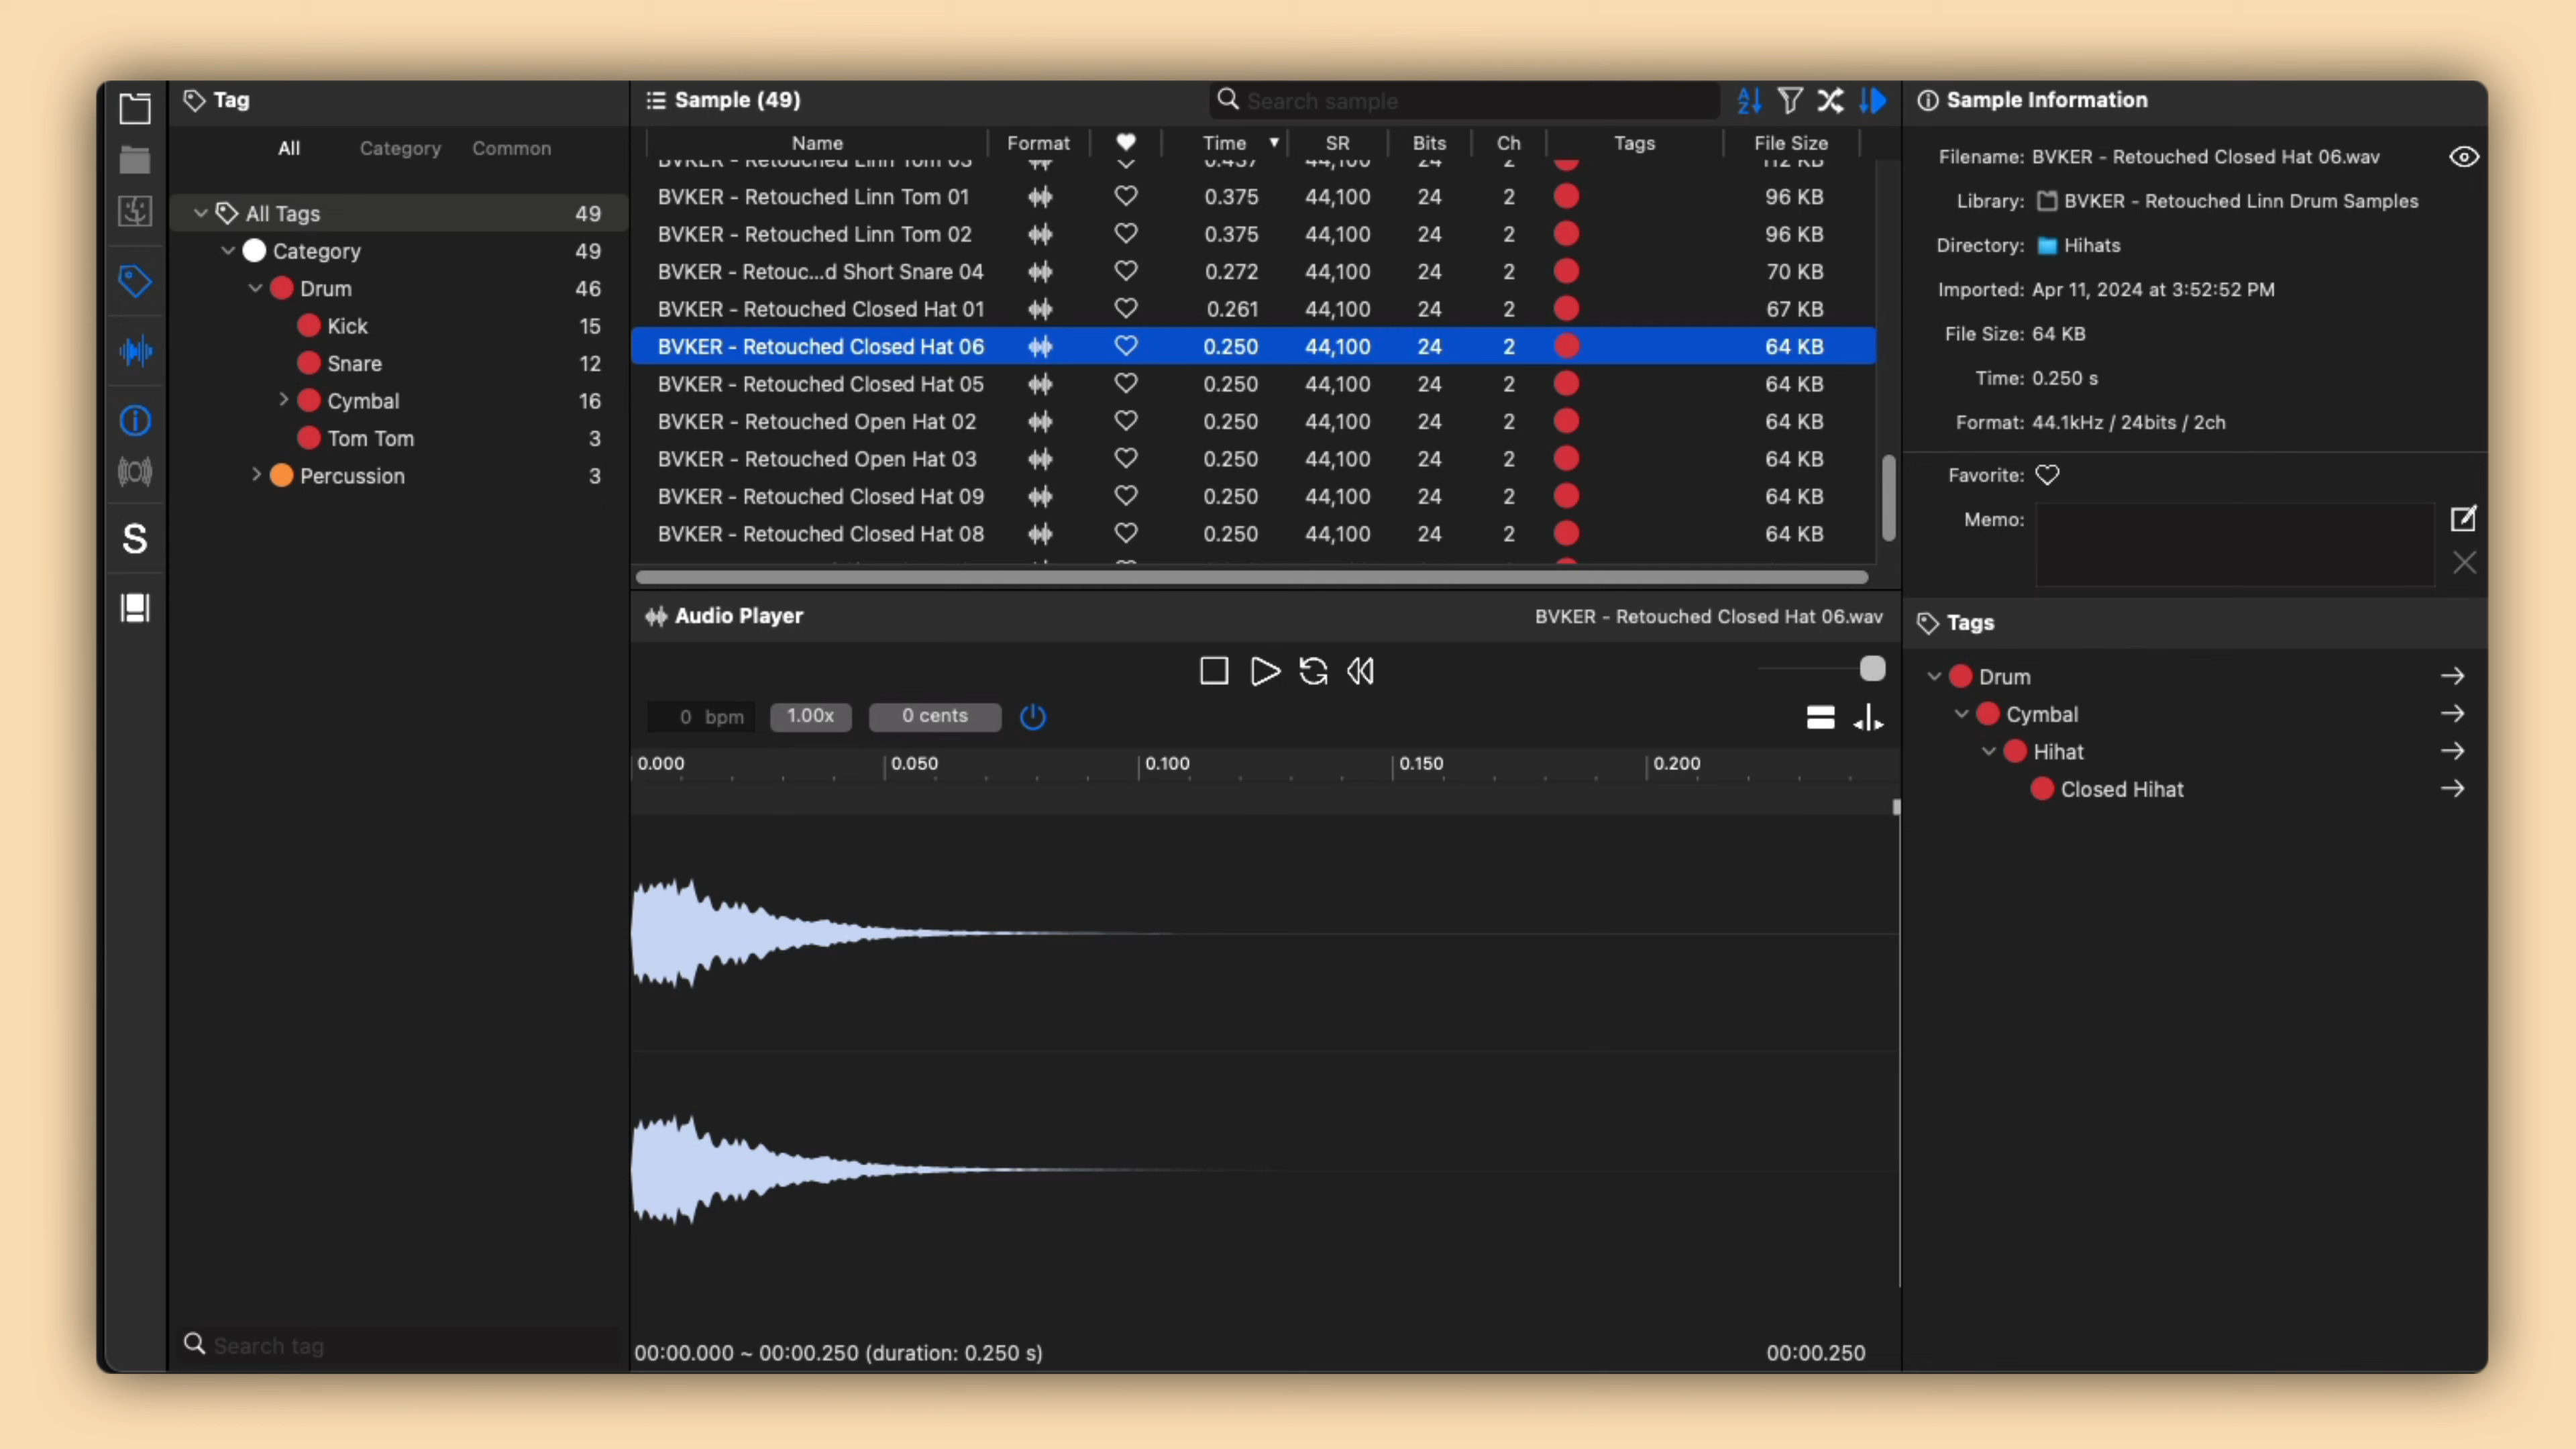 Tag
All Category Common
All Tags 49
Category 49
Drum 46
Kick 15
Snare 12
Cymbal 16
Tom Tom 3
Percussion 3
S
Search tag
Sample (49)
Search sample
Name Format Time SR Bits Ch Tags File Size
BVKER - Retouched Linn Tom 03 0.437 44,100 24 2 112 KB
BVKER - Retouched Linn Tom 01 0.375 44,100 24 2 96 KB
BVKER - Retouched Linn Tom 02 0.375 44,100 24 2 96 KB
BVKER - Retouc...d Short Snare 04 0.272 44,100 24 2 70 KB
BVKER - Retouched Closed Hat 01 0.261 44,100 24 2 67 KB
BVKER - Retouched Closed Hat 06 0.250 44,100 24 2 64 KB
BVKER - Retouched Closed Hat 05 0.250 44,100 24 2 64 KB
BVKER - Retouched Open Hat 02 0.250 44,100 24 2 64 KB
BVKER - Retouched Open Hat 03 0.250 44,100 24 2 64 KB
BVKER - Retouched Closed Hat 09 0.250 44,100 24 2 64 KB
BVKER - Retouched Closed Hat 08 0.250 44,100 24 2 64 KB
Audio Player BVKER - Retouched Closed Hat 06.wav
0 bpm 1.00x 0 cents
0.000 0.050 0.100 0.150 0.200
00:00.000 ~ 00:00.250 (duration: 0.250 s) 00:00.250
Sample Information
Filename: BVKER - Retouched Closed Hat 06.wav
Library: BVKER - Retouched Linn Drum Samples
Directory: Hihats
Imported: Apr 11, 2024 at 3:52:52 PM
File Size: 64 KB
Time: 0.250 s
Format: 44.1kHz / 24bits / 2ch
Favorite:
Memo:
Tags
Drum
Cymbal
Hihat
Closed Hihat